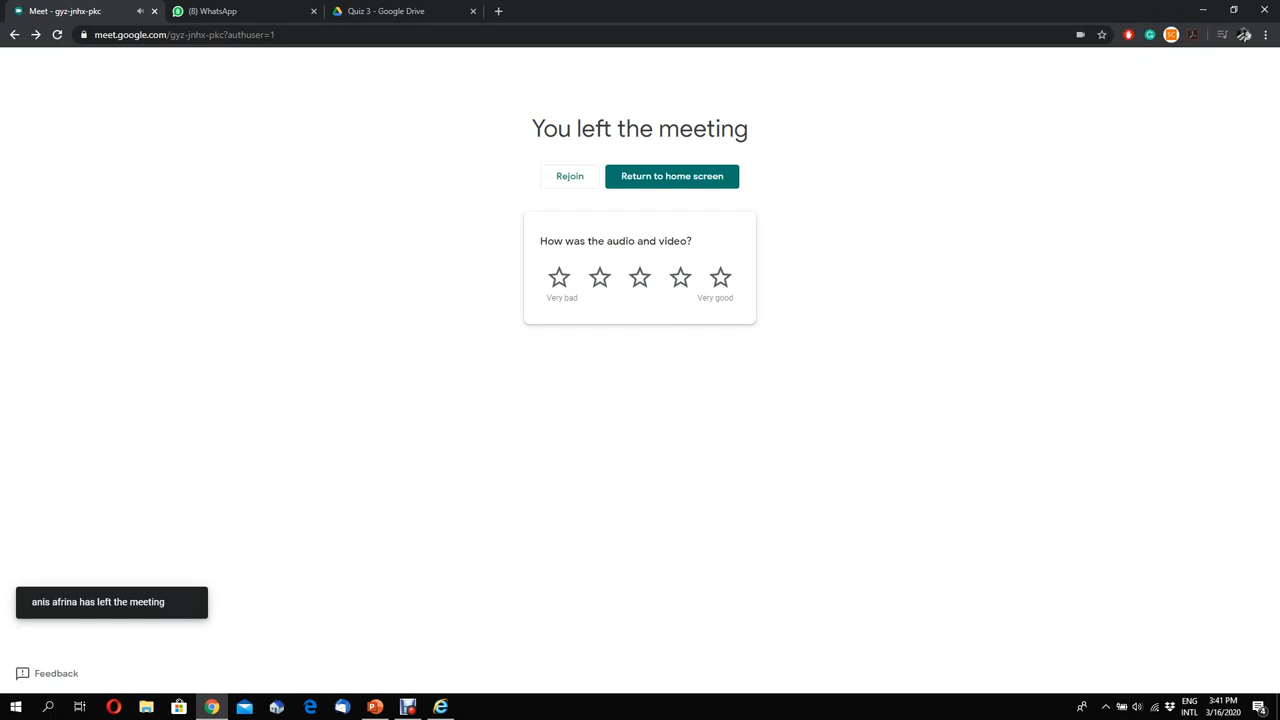 Meet - gyz-jnhx-pkc
(8) WhatsApp
Quiz 3 - Google Drive
meet.google.com/gyz-jnhx-pkc?authuser=1
You left the meeting
Rejoin
Return to home screen
How was the audio and video?
Very bad
Very good
anis afrina has left the meeting
Feedback
ENG
INTL
3:41 PM
3/16/2020
4